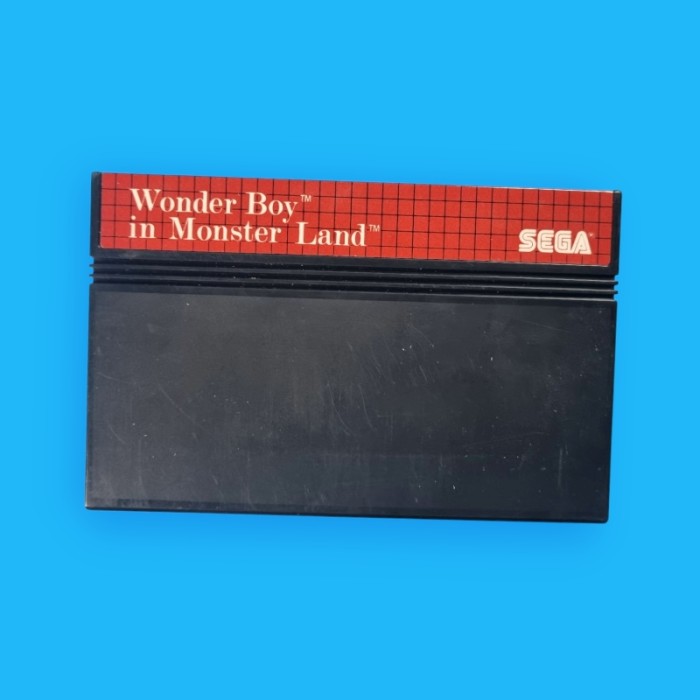 Wonder Boy™
in Monster Land™
SEGA®